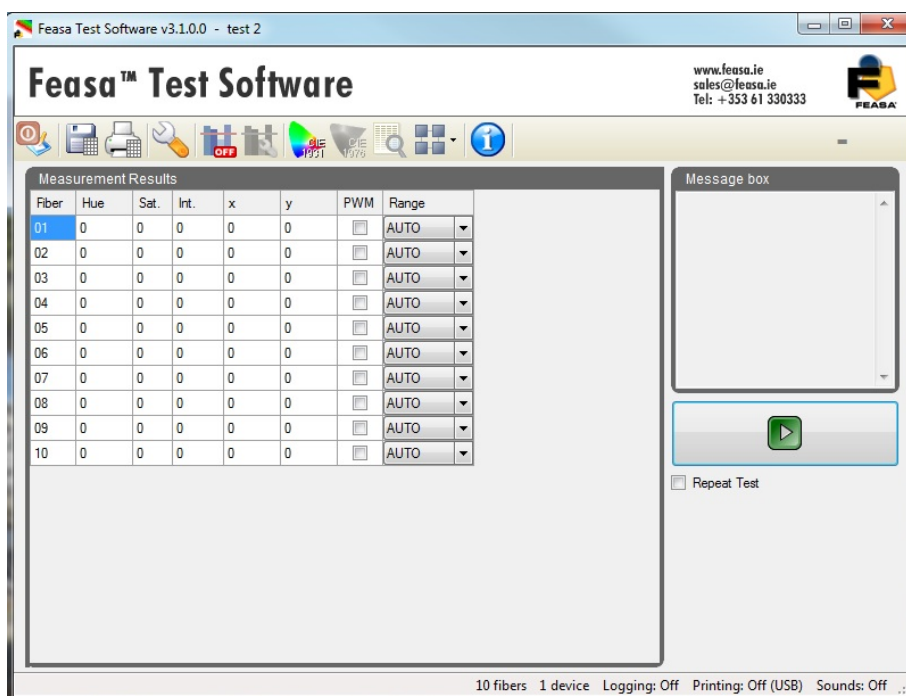 Feasa Test Software v3.1.0.0 - test 2
Feasa™ Test Software
www.feasa.ie
sales@feasa.ie
Tel: +353 61 330333
FEASA
OFF
CIE 1931
CIE 1976
Measurement Results
Fiber Hue Sat. Int. x y PWM Range
01 0 0 0 0 0 AUTO
02 0 0 0 0 0 AUTO
03 0 0 0 0 0 AUTO
04 0 0 0 0 0 AUTO
05 0 0 0 0 0 AUTO
06 0 0 0 0 0 AUTO
07 0 0 0 0 0 AUTO
08 0 0 0 0 0 AUTO
09 0 0 0 0 0 AUTO
10 0 0 0 0 0 AUTO
Message box
Repeat Test
10 fibers 1 device Logging: Off Printing: Off (USB) Sounds: Off